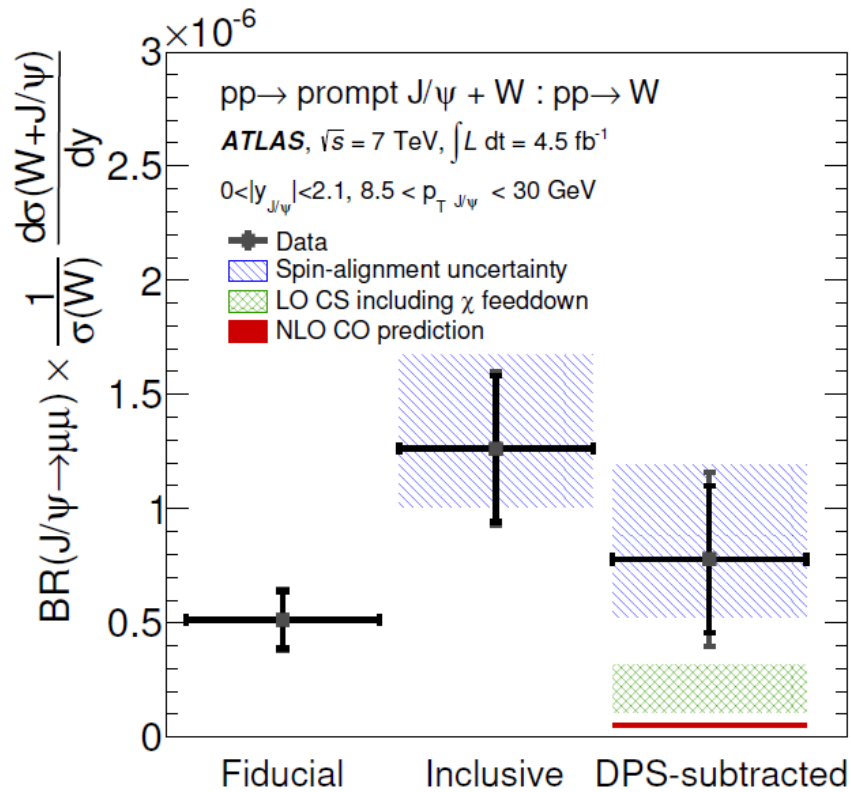 3×10⁻⁶
pp→ prompt J/ψ + W : pp→ W
ATLAS, √s = 7 TeV, ∫L dt = 4.5 fb⁻¹
0<|y_J/ψ|<2.1, 8.5 < p_T J/ψ < 30 GeV
Data
Spin-alignment uncertainty
LO CS including χ feeddown
NLO CO prediction
BR(J/ψ→μμ) × 1/σ(W) dσ(W+J/ψ)/dy
2.5
2
1.5
1
0.5
0
Fiducial Inclusive DPS-subtracted